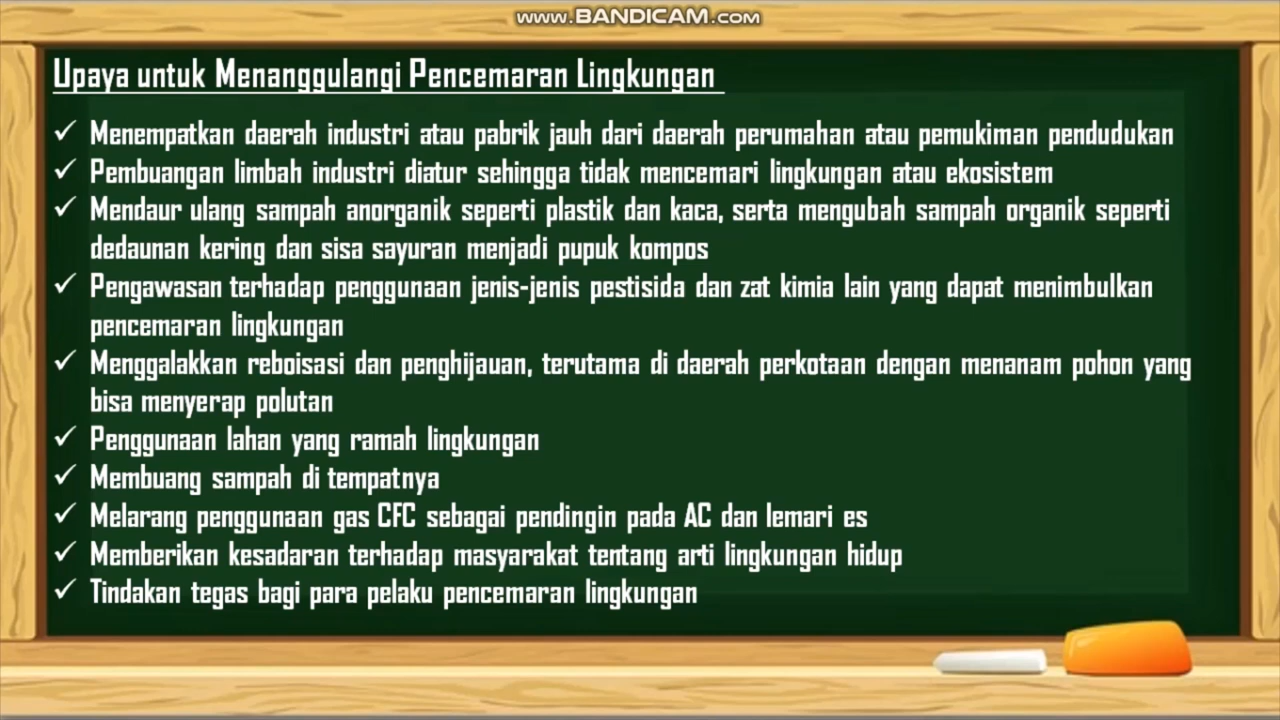 www.BANDICAM.com
Upaya untuk Menanggulangi Pencemaran Lingkungan
✓ Menempatkan daerah industri atau pabrik jauh dari daerah perumahan atau pemukiman pendudukan
✓ Pembuangan limbah industri diatur sehingga tidak mencemari lingkungan atau ekosistem
✓ Mendaur ulang sampah anorganik seperti plastik dan kaca, serta mengubah sampah organik seperti
dedaunan kering dan sisa sayuran menjadi pupuk kompos
✓ Pengawasan terhadap penggunaan jenis-jenis pestisida dan zat kimia lain yang dapat menimbulkan
pencemaran lingkungan
✓ Menggalakkan reboisasi dan penghijauan, terutama di daerah perkotaan dengan menanam pohon yang
bisa menyerap polutan
✓ Penggunaan lahan yang ramah lingkungan
✓ Membuang sampah di tempatnya
✓ Melarang penggunaan gas CFC sebagai pendingin pada AC dan lemari es
✓ Memberikan kesadaran terhadap masyarakat tentang arti lingkungan hidup
✓ Tindakan tegas bagi para pelaku pencemaran lingkungan